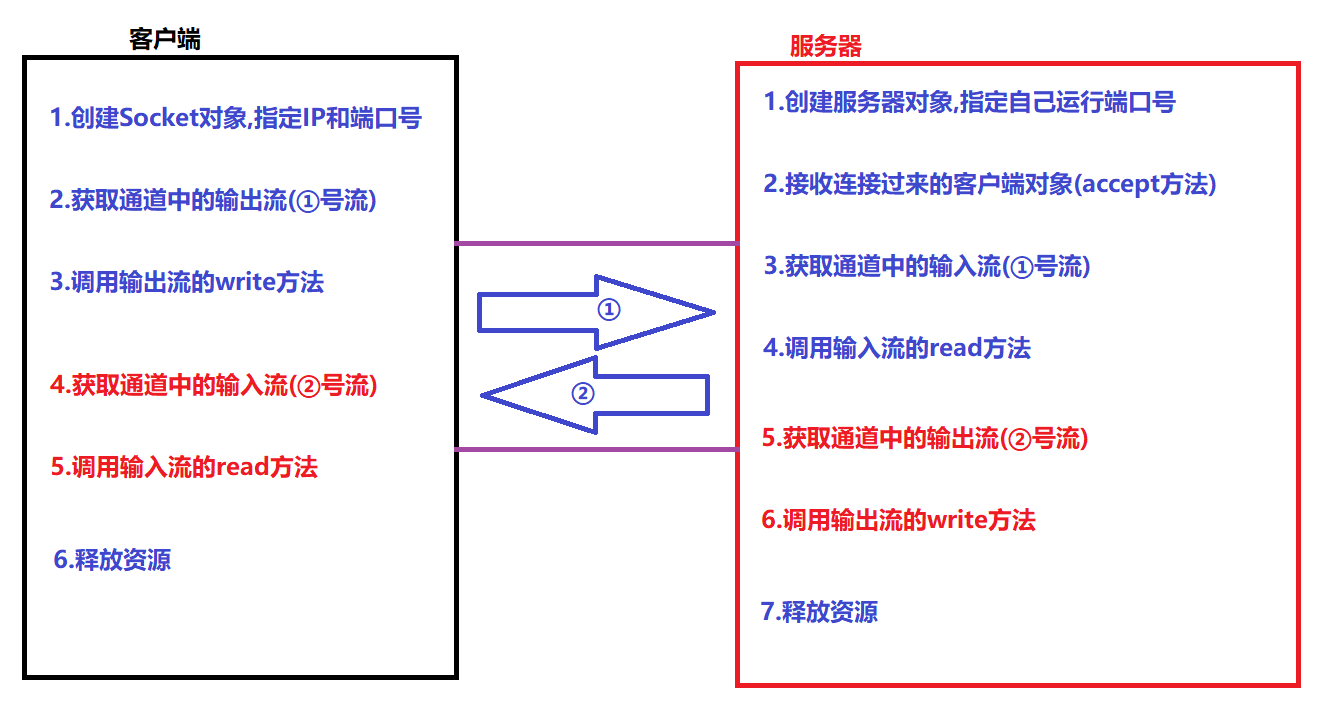 客户端
1.创建Socket对象,指定IP和端口号
2.获取通道中的输出流(①号流)
3.调用输出流的write方法
4.获取通道中的输入流(②号流)
5.调用输入流的read方法
6.释放资源
①
②
服务器
1.创建服务器对象,指定自己运行端口号
2.接收连接过来的客户端对象(accept方法)
3.获取通道中的输入流(①号流)
4.调用输入流的read方法
5.获取通道中的输出流(②号流)
6.调用输出流的write方法
7.释放资源